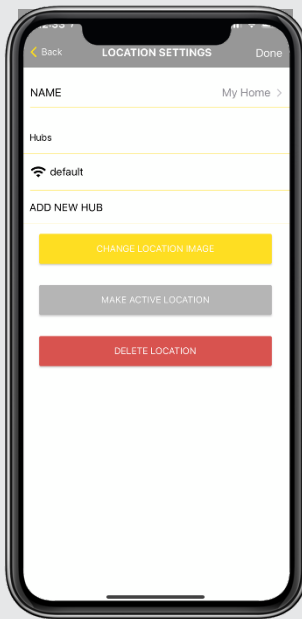 Back LOCATION SETTINGS Done
NAME My Home >
Hubs
default
ADD NEW HUB
CHANGE LOCATION IMAGE
MAKE ACTIVE LOCATION
DELETE LOCATION